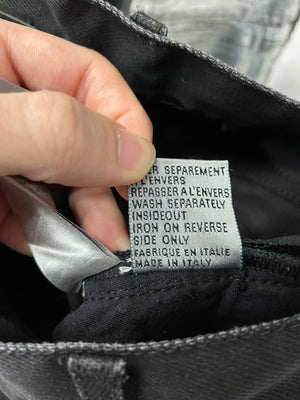 SEPAREMENT
L'ENVERS
REPASSER A L'ENVERS
WASH SEPARATELY
INSIDEOUT
IRON ON REVERSE
SIDE ONLY
FABRIQUE EN ITALIE
MADE IN ITALY